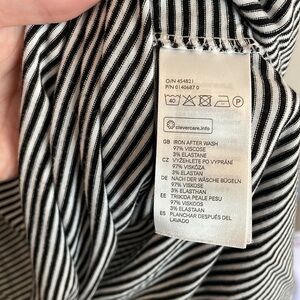 O/N 454821
P/N 0140687 0
40 P
clevercare.info
GB IRON AFTER WASH
97% VISCOSE
3% ELASTANE
CZ VYŽEHLETE PO VYPRÁNÍ
97% VISKÓZA
3% ELASTAN
DE NACH DER WÄSCHE BÜGELN
97% VISKOSE
3% ELASTHAN
EE TRIIKIDA PEALE PESU
97% VISKOOS
3% ELASTAAN
ES PLANCHAR DESPUÉS DEL
LAVADO